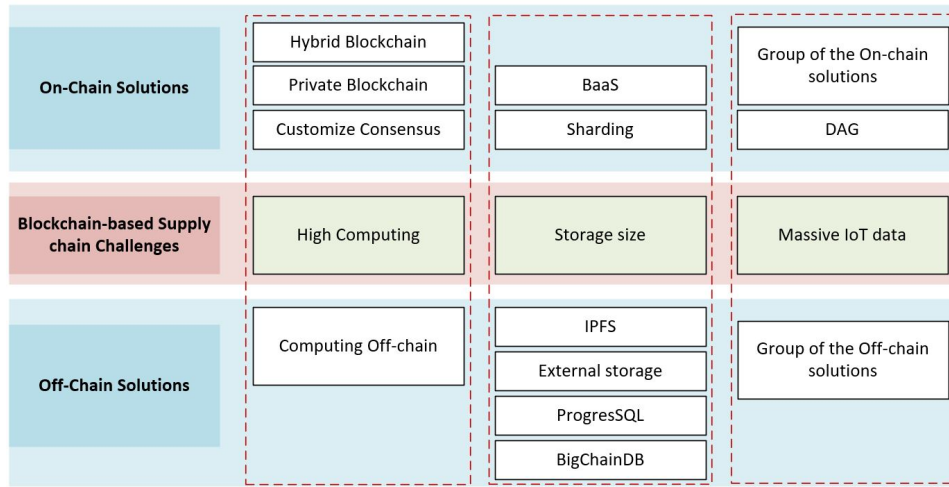 On-Chain Solutions
Hybrid Blockchain
Private Blockchain
Customize Consensus
BaaS
Sharding
Group of the On-chain
solutions
DAG
Blockchain-based Supply
chain Challenges
High Computing
Storage size
Massive IoT data
Off-Chain Solutions
Computing Off-chain
IPFS
External storage
ProgresSQL
BigChainDB
Group of the Off-chain
solutions